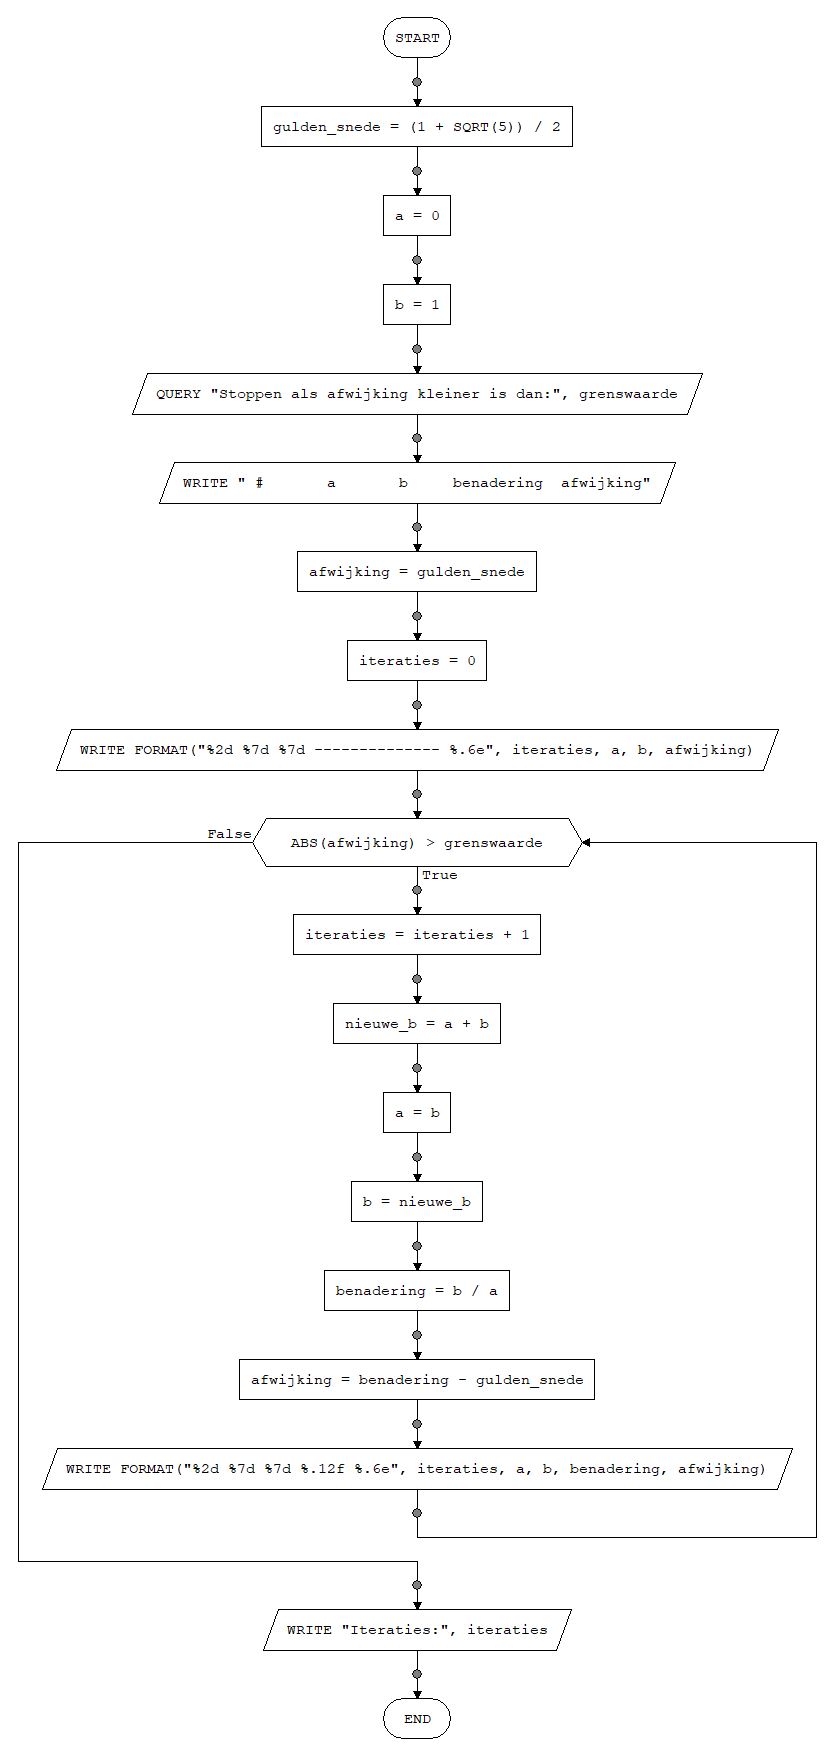 START
gulden_snede = (1 + SQRT(5)) / 2
a = 0
b = 1
QUERY "Stoppen als afwijking kleiner is dan:", grenswaarde
WRITE " #       a       b     benadering  afwijking"
afwijking = gulden_snede
iteraties = 0
WRITE FORMAT("%2d %7d %7d -------------- %.6e", iteraties, a, b, afwijking)
False
ABS(afwijking) > grenswaarde
True
iteraties = iteraties + 1
nieuwe_b = a + b
a = b
b = nieuwe_b
benadering = b / a
afwijking = benadering - gulden_snede
WRITE FORMAT("%2d %7d %7d %.12f %.6e", iteraties, a, b, benadering, afwijking)
WRITE "Iteraties:", iteraties
END